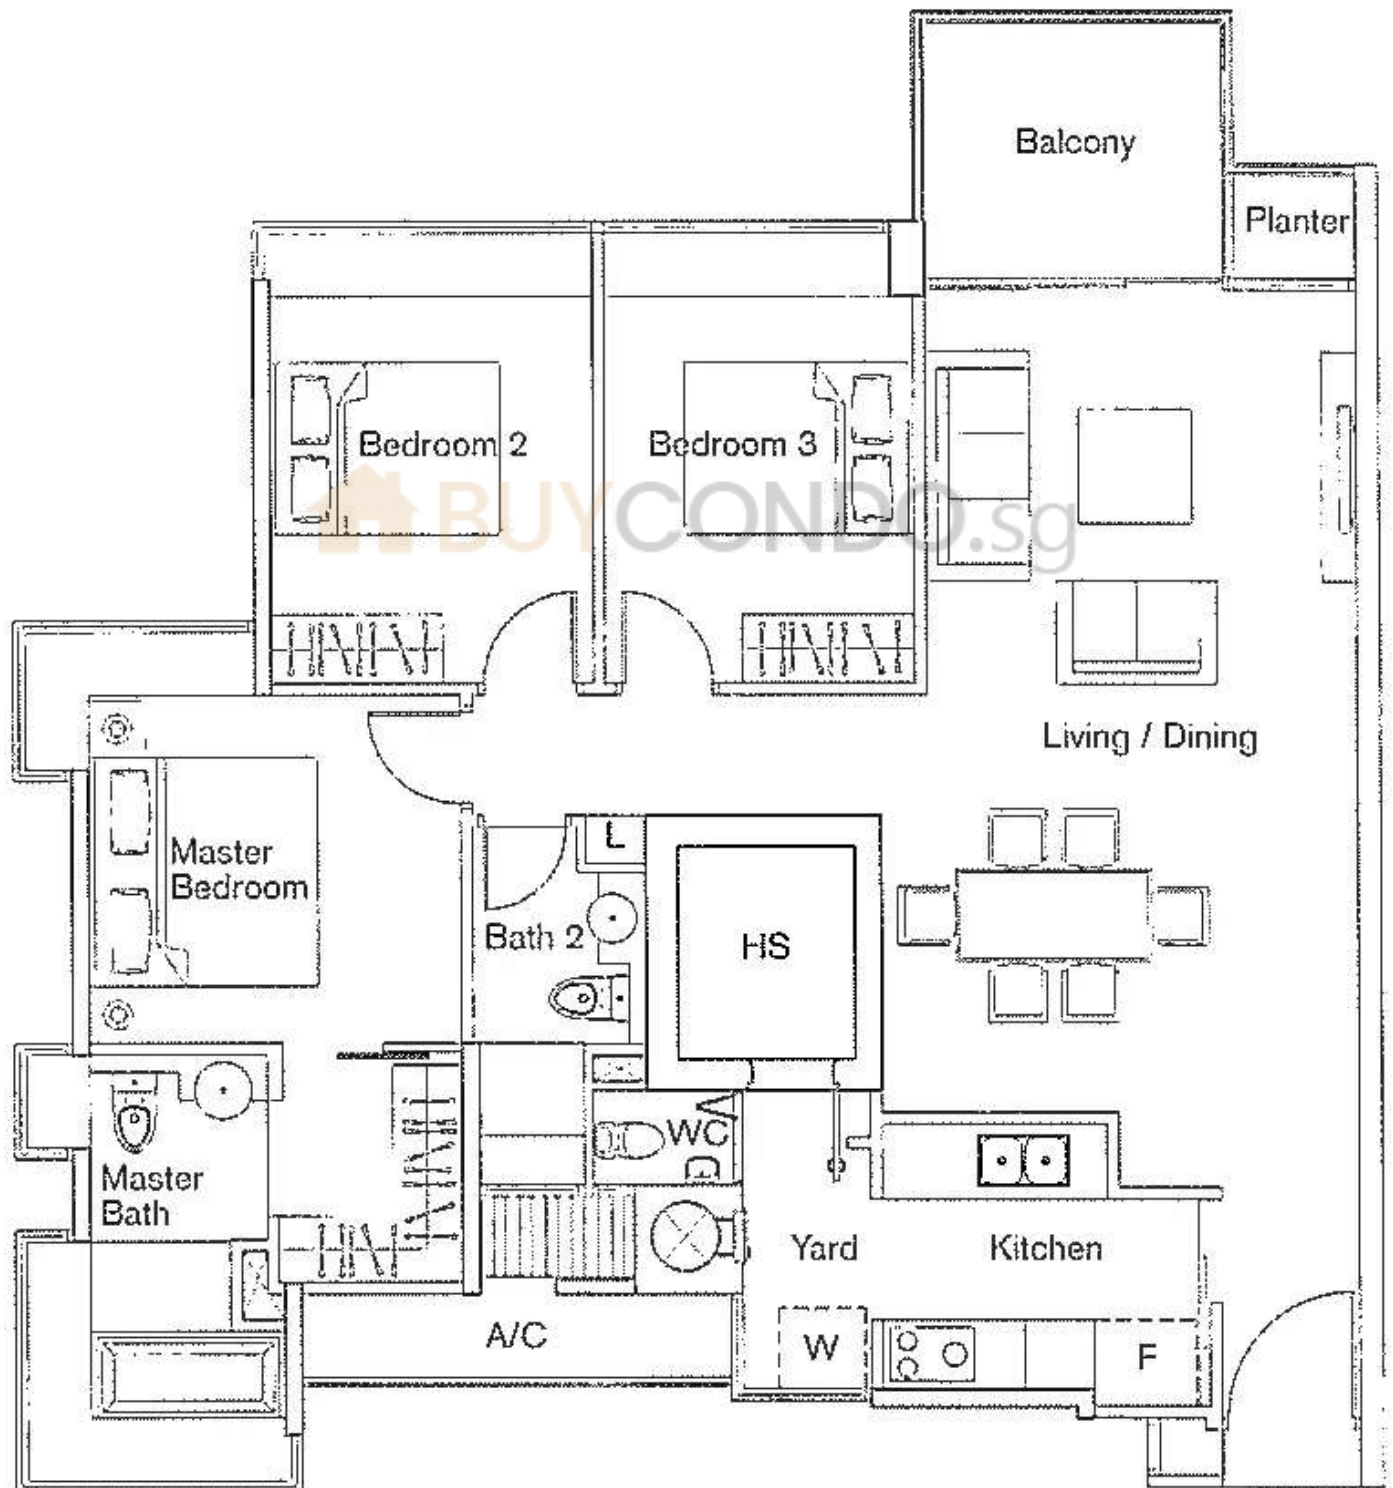 Balcony
Planter
Bedroom 2
Bedroom 3
BUYCONDO.sg
Living / Dining
L
Master
Bedroom
Bath 2
HS
WC
Master
Bath
Yard
Kitchen
A/C
W
F